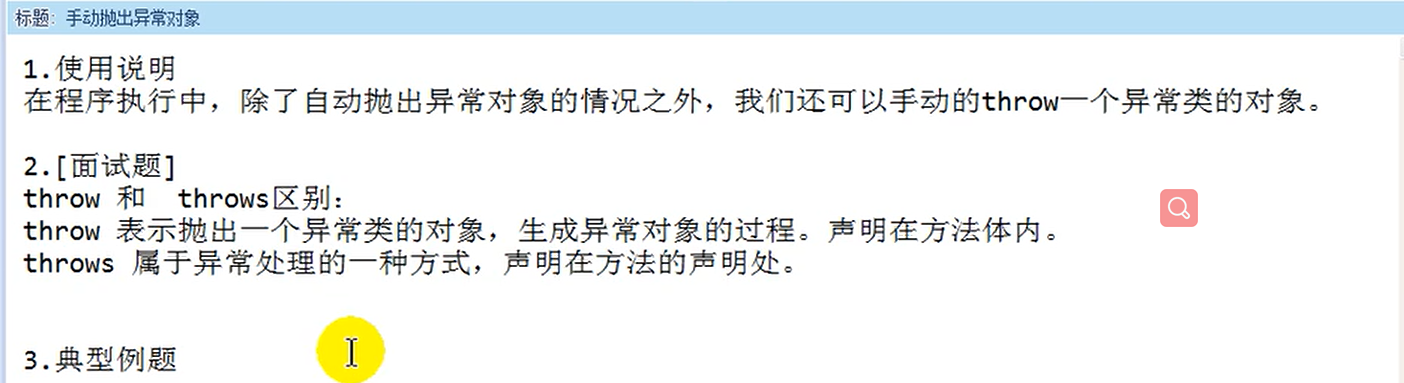 标题: 手动抛出异常对象
1.使用说明
在程序执行中，除了自动抛出异常对象的情况之外，我们还可以手动的throw一个异常类的对象。
2.[面试题]
throw 和  throws区别：
throw 表示抛出一个异常类的对象，生成异常对象的过程。声明在方法体内。
throws 属于异常处理的一种方式，声明在方法的声明处。
3.典型例题